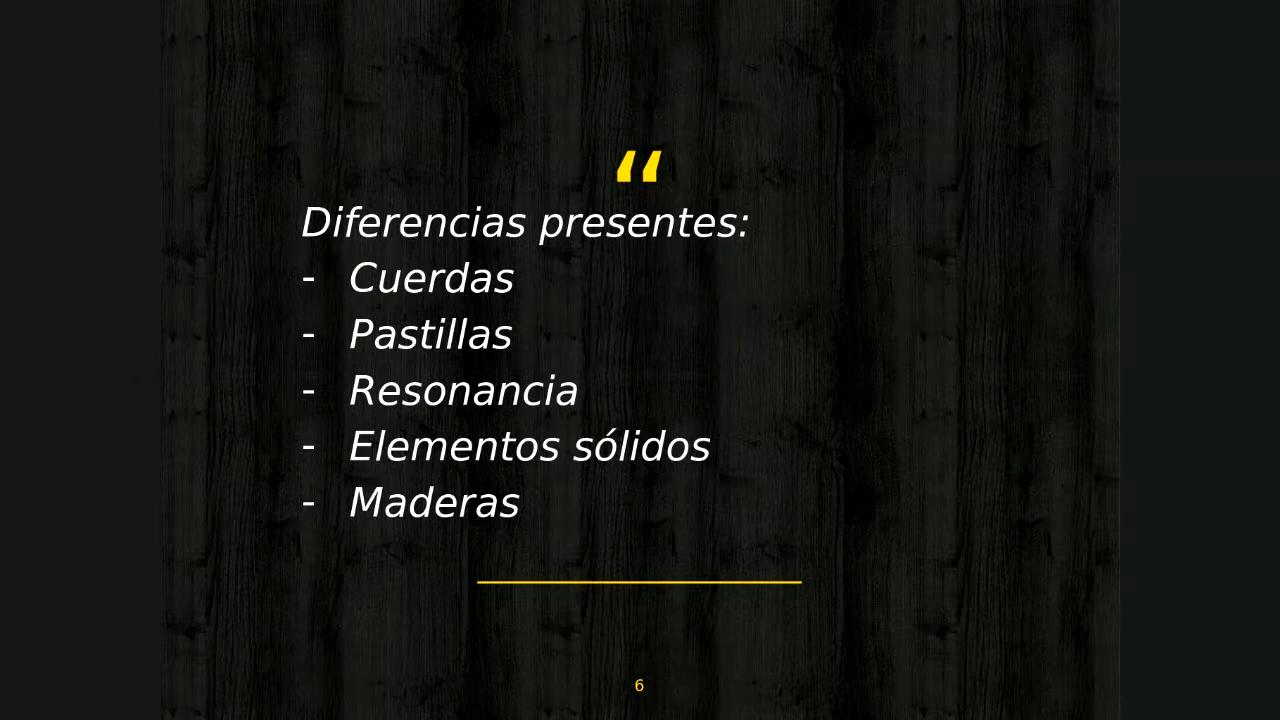 “
Diferencias presentes:
- Cuerdas
- Pastillas
- Resonancia
- Elementos sólidos
- Maderas
6